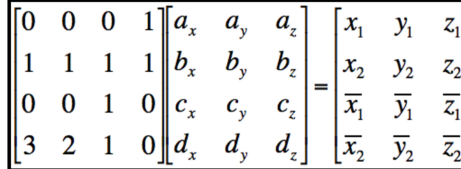 [0 0 0 1] [a_x a_y a_z] [x_1 y_1 z_1]
[1 1 1 1] [b_x b_y b_z] = [x_2 y_2 z_2]
[0 0 1 0] [c_x c_y c_z] [x̅_1 y̅_1 z̅_1]
[3 2 1 0] [d_x d_y d_z] [x̅_2 y̅_2 z̅_2]